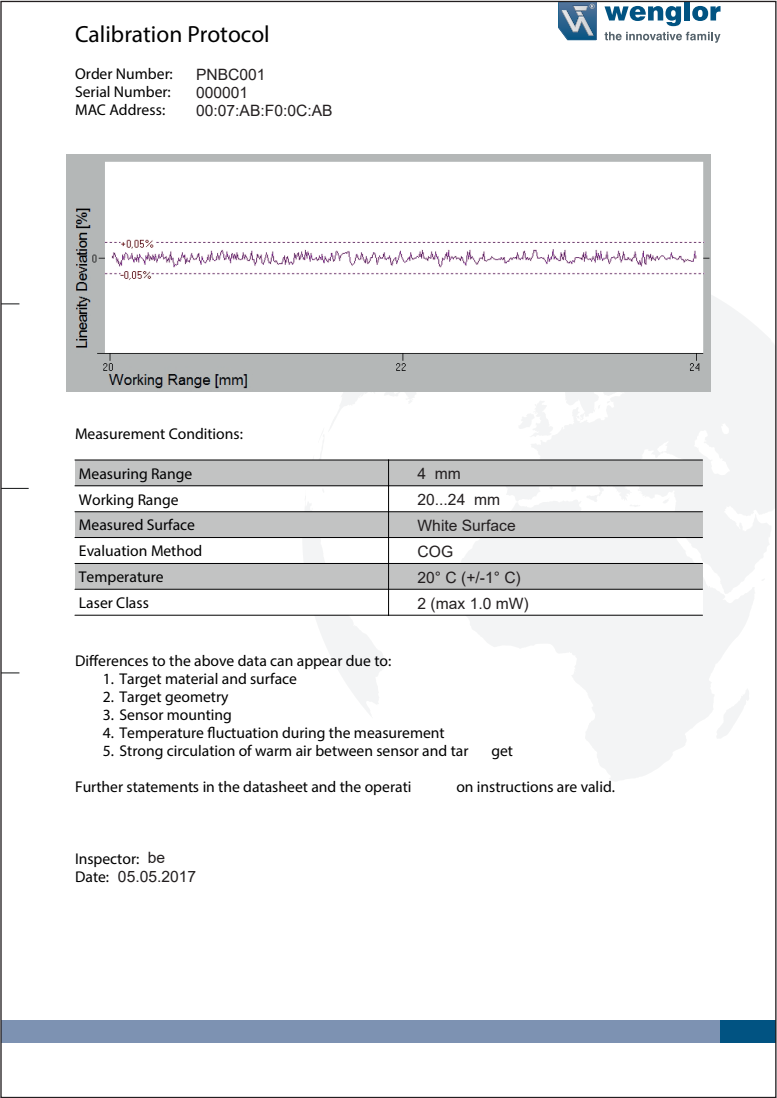 Calibration Protocol
wenglor
the innovative family
Order Number: PNBC001
Serial Number: 000001
MAC Address: 00:07:AB:F0:0C:AB
Linearity Deviation [%]
+0,05%
0
-0,05%
20 22 24
Working Range [mm]
Measurement Conditions:
Measuring Range 4 mm
Working Range 20...24 mm
Measured Surface White Surface
Evaluation Method COG
Temperature 20° C (+/-1° C)
Laser Class 2 (max 1.0 mW)
Differences to the above data can appear due to:
1. Target material and surface
2. Target geometry
3. Sensor mounting
4. Temperature fluctuation during the measurement
5. Strong circulation of warm air between sensor and tar get
Further statements in the datasheet and the operati on instructions are valid.
Inspector: be
Date: 05.05.2017